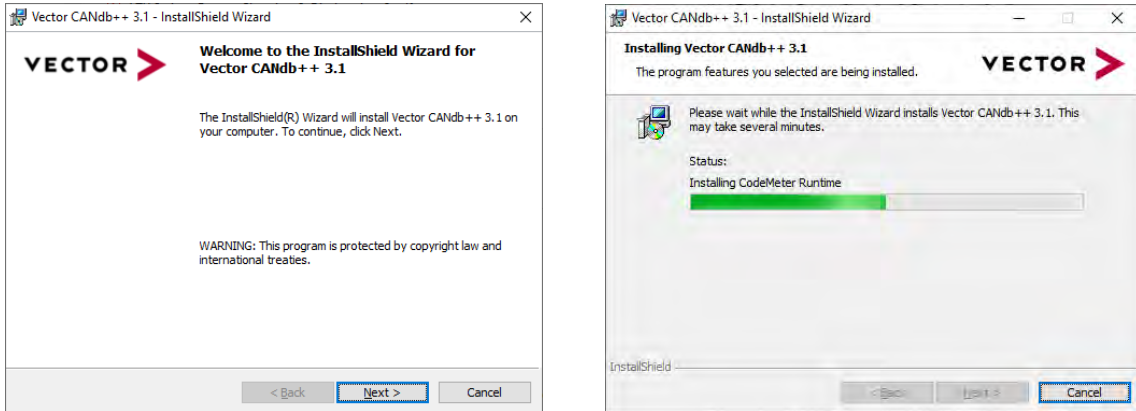 Vector CANdb++ 3.1 - InstallShield Wizard
VECTOR
Welcome to the InstallShield Wizard for
Vector CANdb++ 3.1
The InstallShield(R) Wizard will install Vector CANdb++ 3.1 on
your computer. To continue, click Next.
WARNING: This program is protected by copyright law and
international treaties.
< Back
Next >
Cancel
Vector CANdb++ 3.1 - InstallShield Wizard
Installing Vector CANdb++ 3.1
The program features you selected are being installed.
VECTOR
Please wait while the InstallShield Wizard installs Vector CANdb++ 3.1. This
may take several minutes.
Status:
Installing CodeMeter Runtime
InstallShield
< Back
Next >
Cancel